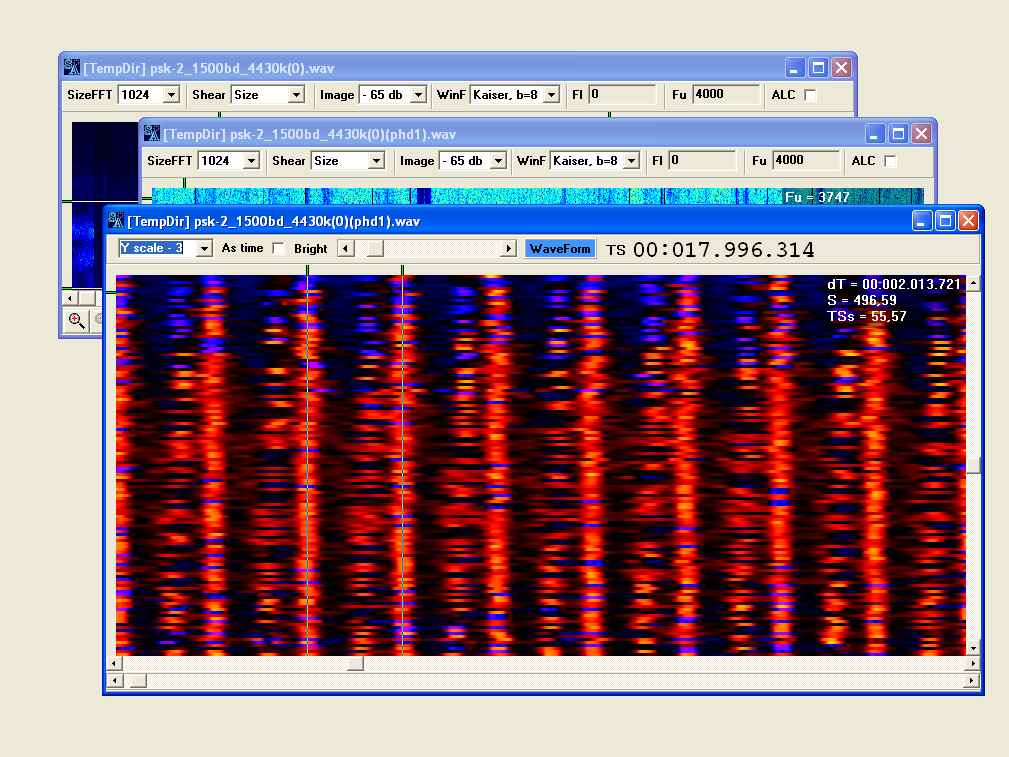 [TempDir] psk-2_1500bd_4430k(0).wav
SizeFFT 1024 Shear Size Image - 65 db WinF Kaiser, b=8 Fl 0 Fu 4000 ALC
[TempDir] psk-2_1500bd_4430k(0)(phd1).wav
SizeFFT 1024 Shear Size Image - 65 db WinF Kaiser, b=8 Fl 0 Fu 4000 ALC
Fu = 3747
[TempDir] psk-2_1500bd_4430k(0)(phd1).wav
Y scale - 3 As time Bright WaveForm TS 00:017.996.314
dT = 00:002.013.721
S = 496,59
TSs = 55,57